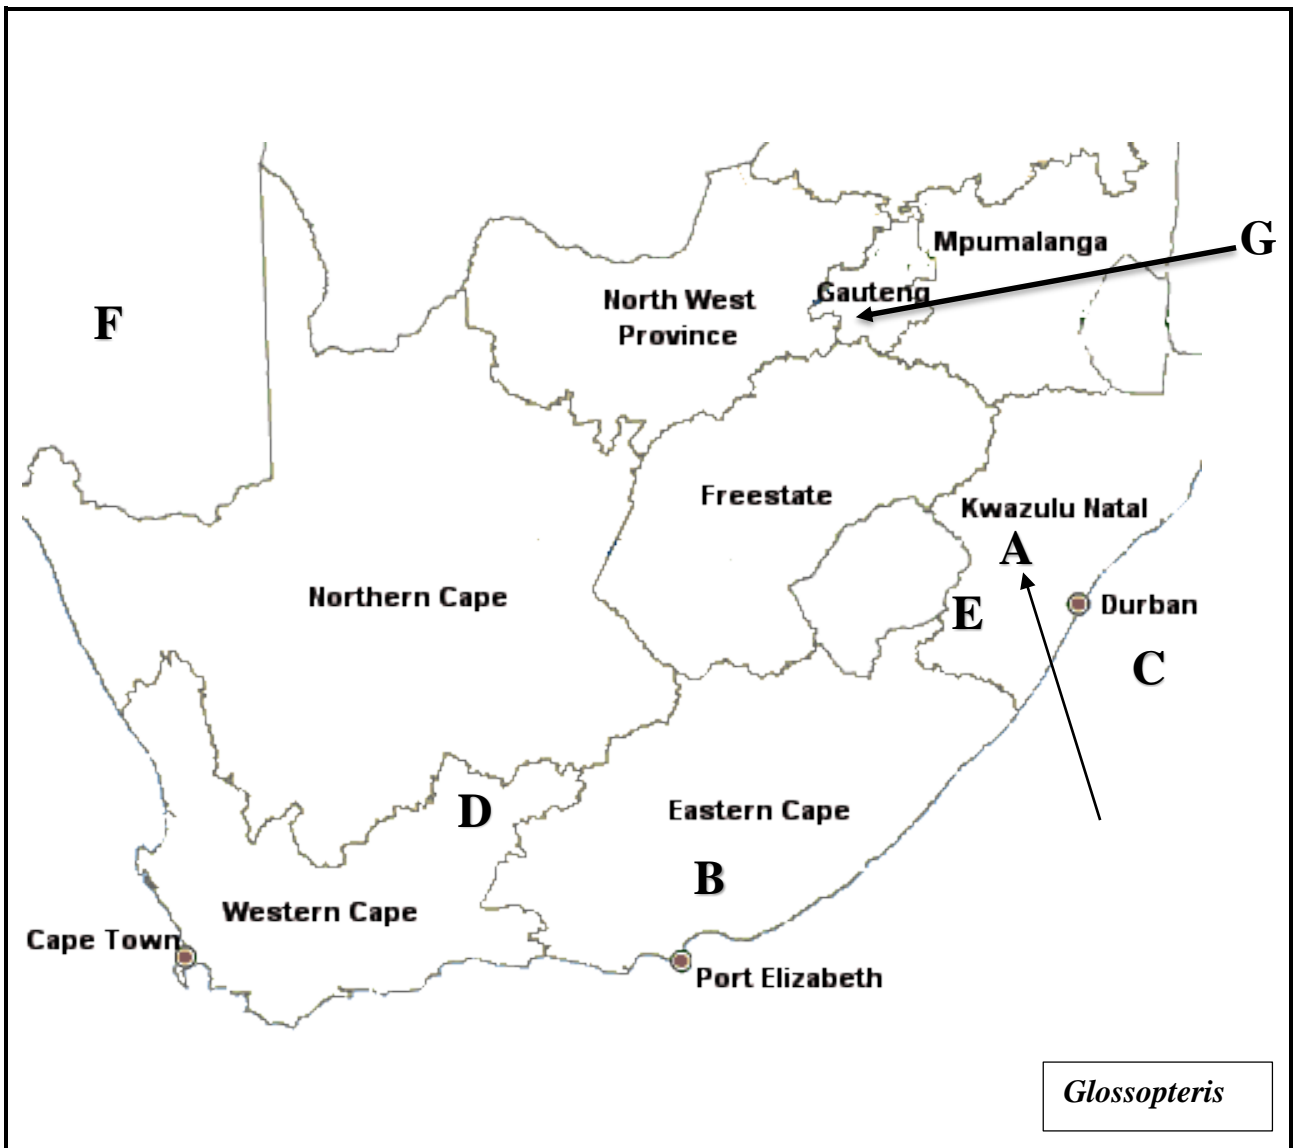 Mpumalanga
G
Gauteng
North West
Province
F
Freestate
Kwazulu Natal
A
Northern Cape
E
Durban
C
D
Eastern Cape
B
Western Cape
Cape Town
Port Elizabeth
Glossopteris